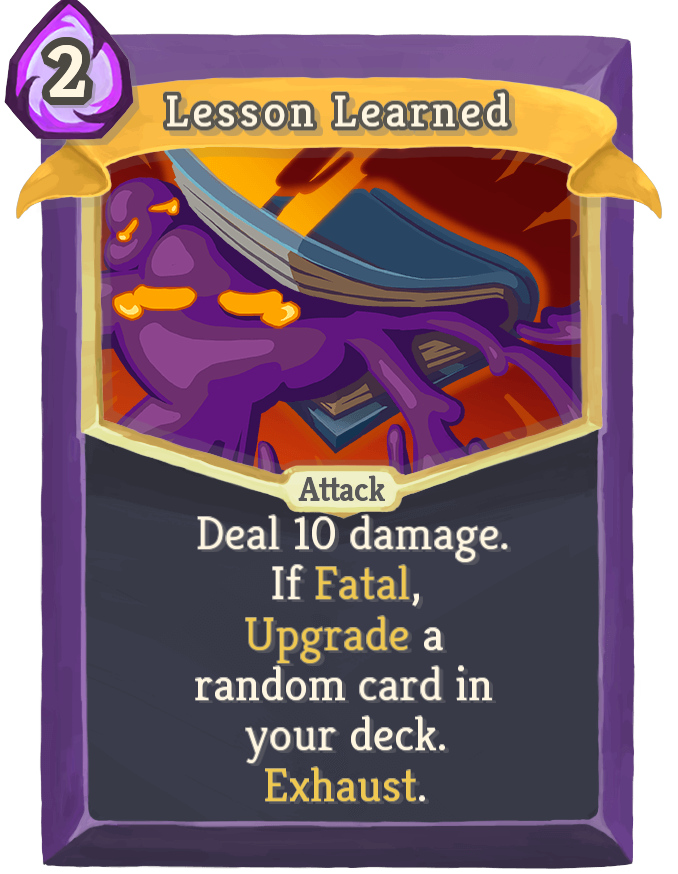 2
Lesson Learned
Attack
Deal 10 damage.
If Fatal,
Upgrade a
random card in
your deck.
Exhaust.